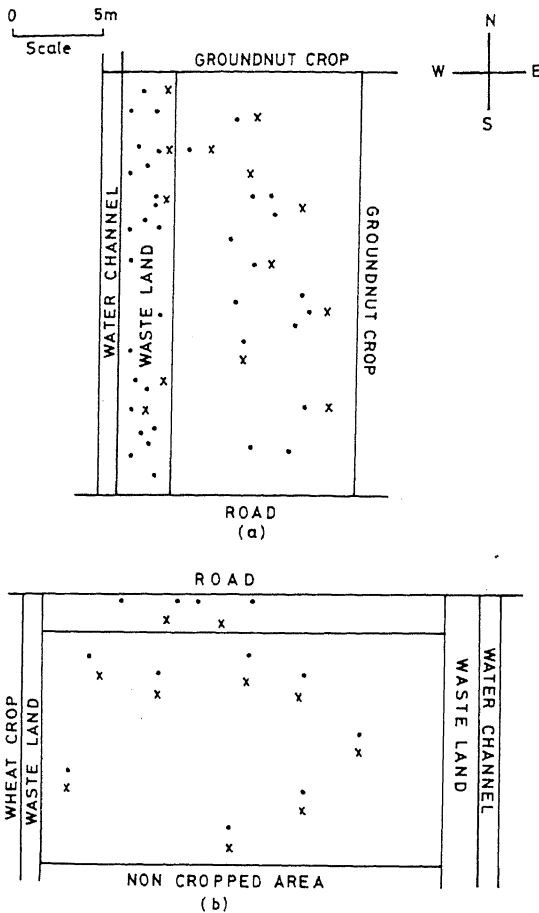 0 5m
Scale
N
W E
S
GROUNDNUT CROP
WATER CHANNEL
WASTE LAND
GROUNDNUT CROP
ROAD
(a)
ROAD
WHEAT CROP
WASTE LAND
WASTE LAND
WATER CHANNEL
NON CROPPED AREA
(b)